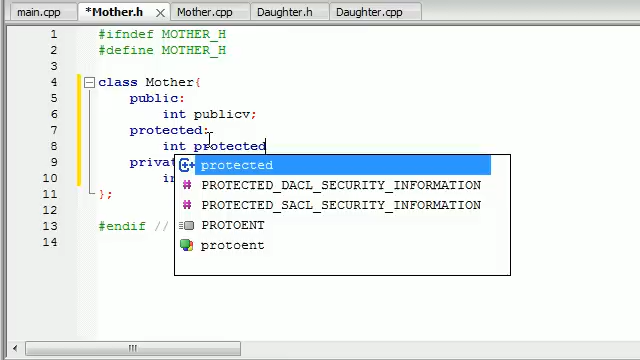 main.cpp *Mother.h Mother.cpp Daughter.h Daughter.cpp
1 #ifndef MOTHER_H
2 #define MOTHER_H
3
4 class Mother{
5 public:
6 int publicv;
7 protected:
8 int protected
9 privat
protected
10 in
PROTECTED_DACL_SECURITY_INFORMATION
11 };
PROTECTED_SACL_SECURITY_INFORMATION
12
13 #endif //
PROTOENT
14
protoent